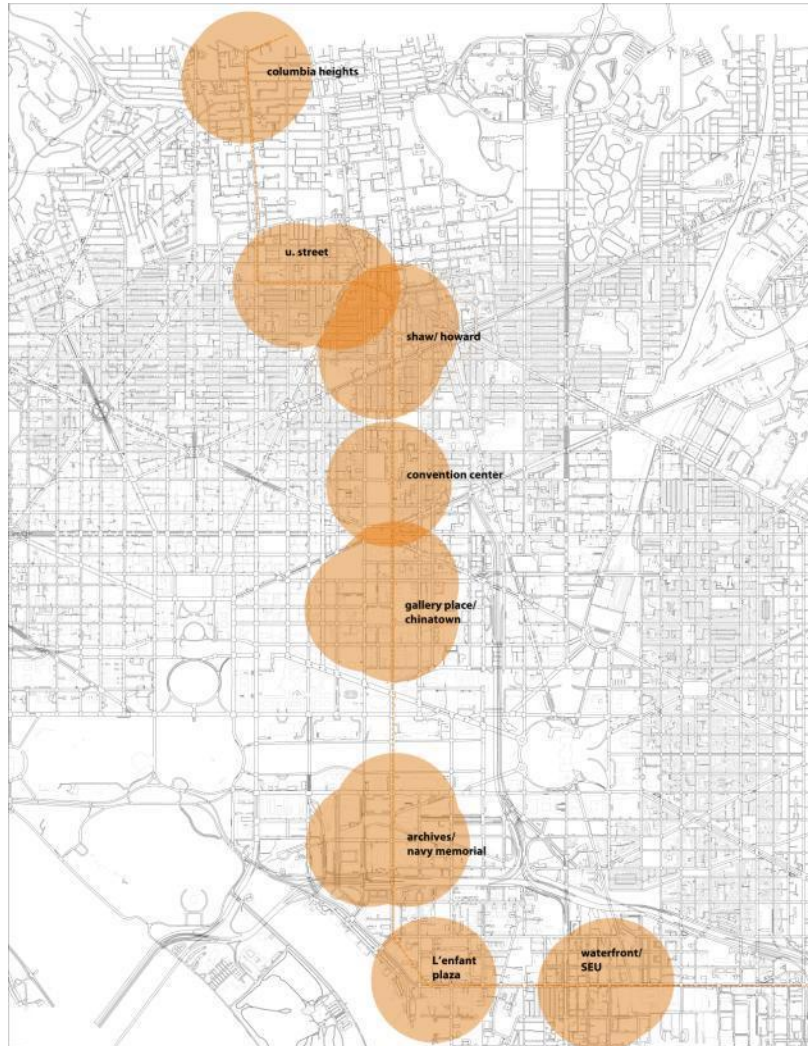 columbia heights
u. street
shaw/ howard
convention center
gallery place/
chinatown
archives/
navy memorial
L'enfant
plaza
waterfront/
SEU